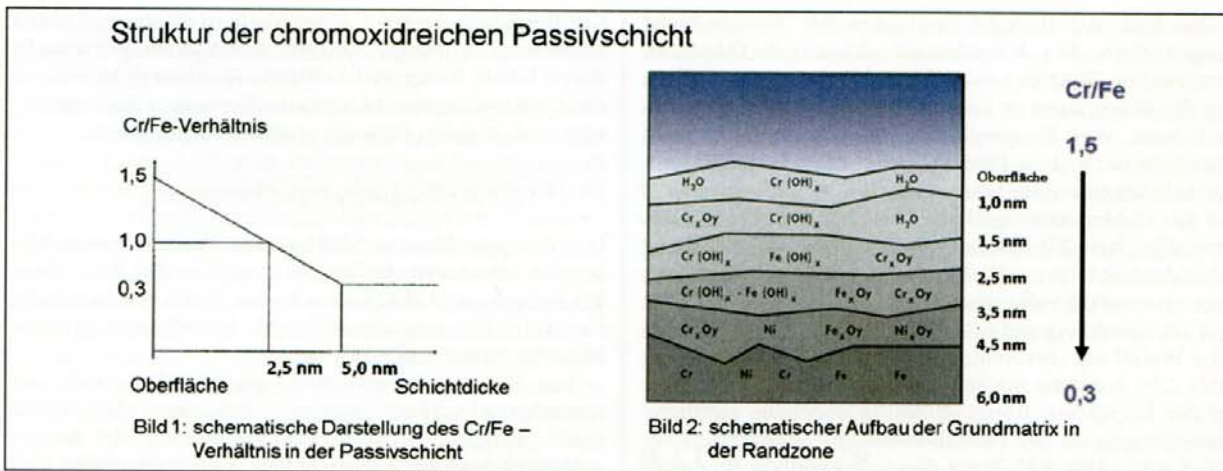 Struktur der chromoxidreichen Passivschicht
Cr/Fe-Verhältnis
1,5
1,0
0,3
2,5 nm
5,0 nm
Oberfläche
Schichtdicke
Bild 1: schematische Darstellung des Cr/Fe –
Verhältnis in der Passivschicht
H₂O Cr (OH)ₓ H₂O
CrₓOy Cr (OH)ₓ H₂O
Cr (OH)ₓ Fe (OH)ₓ CrₓOy
Cr (OH)ₓ - Fe (OH)ₓ FeₓOy CrₓOy
CrₓOy Ni FeₓOy NiₓOy
Cr Ni Cr Fe Fe
Oberfläche
1,0 nm
1,5 nm
2,5 nm
3,5 nm
4,5 nm
6,0 nm
Cr/Fe
1,5
0,3
Bild 2: schematischer Aufbau der Grundmatrix in
der Randzone